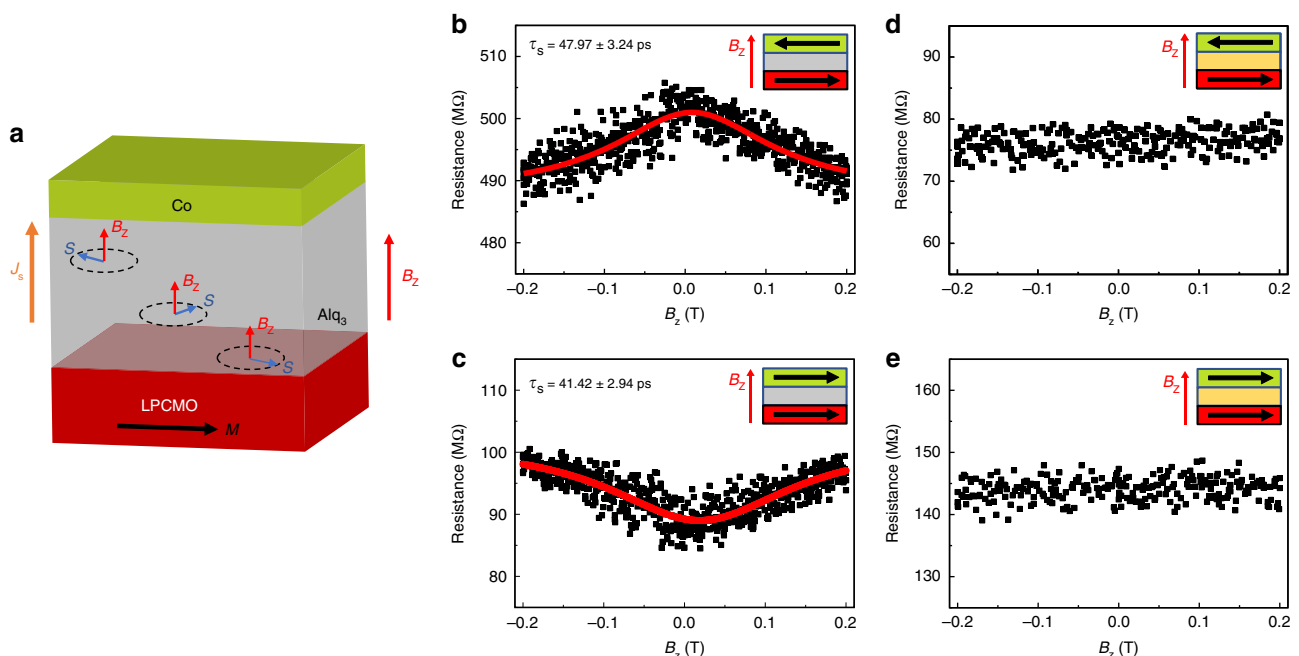 a
Co
B_Z
S
J_s
B_Z
S
B_Z
Alq_3
B_Z
S
LPCMO
M
b
τ_s = 47.97 ± 3.24 ps
B_Z
Resistance (MΩ)
510
500
490
480
–0.2 –0.1 0.0 0.1 0.2
B_z (T)
c
τ_s = 41.42 ± 2.94 ps
B_Z
Resistance (MΩ)
110
100
90
80
–0.2 –0.1 0.0 0.1 0.2
B_z (T)
d
B_Z
Resistance (MΩ)
90
80
70
60
–0.2 –0.1 0.0 0.1 0.2
B_z (T)
e
B_Z
Resistance (MΩ)
160
150
140
130
–0.2 –0.1 0.0 0.1 0.2
B_z (T)